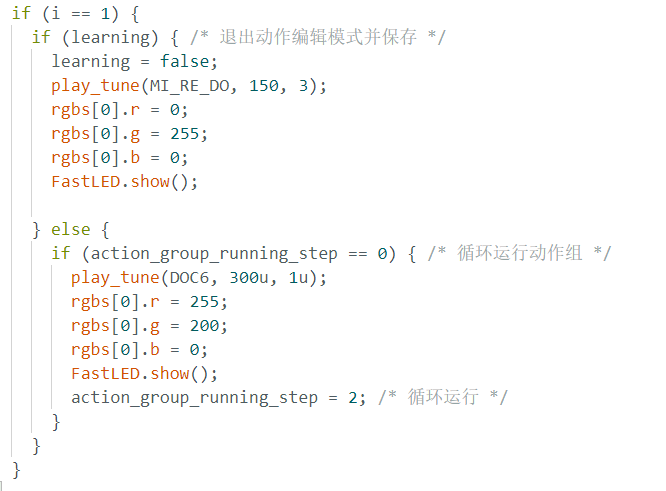 if (i == 1) {
if (learning) { /* 退出动作编辑模式并保存 */
learning = false;
play_tune(MI_RE_DO, 150, 3);
rgbs[0].r = 0;
rgbs[0].g = 255;
rgbs[0].b = 0;
FastLED.show();
} else {
if (action_group_running_step == 0) { /* 循环运行动作组 */
play_tune(DOC6, 300u, 1u);
rgbs[0].r = 255;
rgbs[0].g = 200;
rgbs[0].b = 0;
FastLED.show();
action_group_running_step = 2; /* 循环运行 */
}
}
}